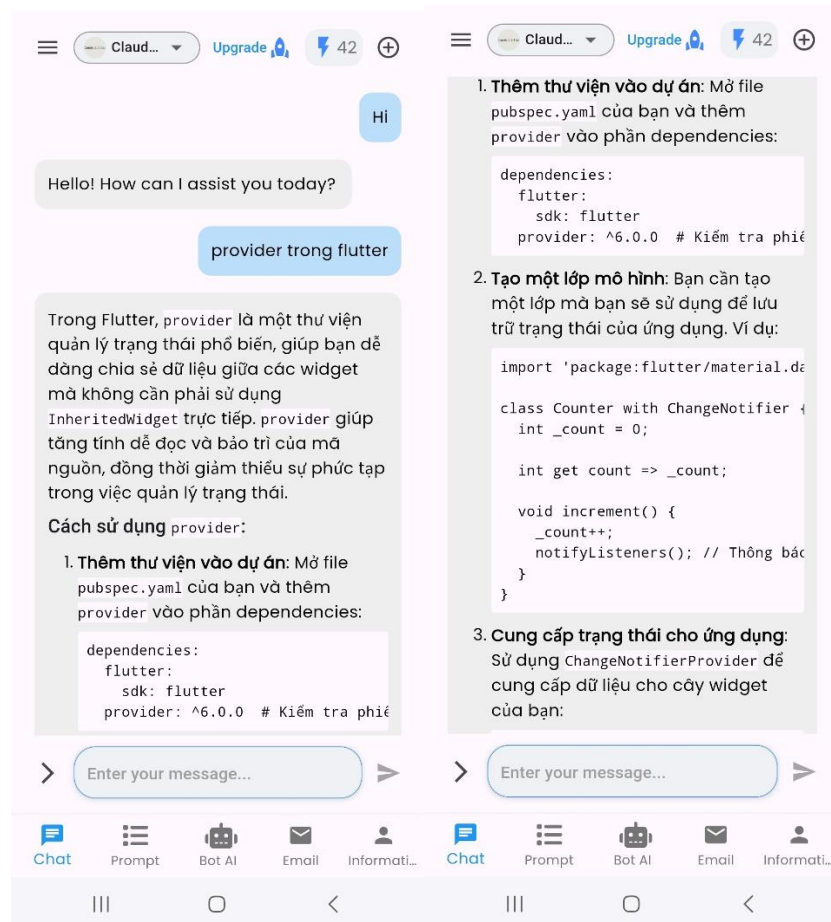 Claud...
Upgrade
42
Hi
Hello! How can I assist you today?
provider trong flutter
Trong Flutter, provider là một thư viện
quản lý trạng thái phổ biến, giúp bạn dễ
dàng chia sẻ dữ liệu giữa các widget
mà không cần phải sử dụng
InheritedWidget trực tiếp. provider giúp
tăng tính dễ đọc và bảo trì của mã
nguồn, đồng thời giảm thiểu sự phức tạp
trong việc quản lý trạng thái.
Cách sử dụng provider:
1. Thêm thư viện vào dự án: Mở file
pubspec.yaml của bạn và thêm
provider vào phần dependencies:
dependencies:
flutter:
sdk: flutter
provider: ^6.0.0 # Kiểm tra phiê
Enter your message...
Chat
Prompt
Bot AI
Email
Informati...
Claud...
Upgrade
42
1. Thêm thư viện vào dự án: Mở file
pubspec.yaml của bạn và thêm
provider vào phần dependencies:
dependencies:
flutter:
sdk: flutter
provider: ^6.0.0 # Kiểm tra phiê
2. Tạo một lớp mô hình: Bạn cần tạo
một lớp mà bạn sẽ sử dụng để lưu
trữ trạng thái của ứng dụng. Ví dụ:
import 'package:flutter/material.da
class Counter with ChangeNotifier {
int _count = 0;
int get count => _count;
void increment() {
_count++;
notifyListeners(); // Thông báo
}
}
3. Cung cấp trạng thái cho ứng dụng:
Sử dụng ChangeNotifierProvider để
cung cấp dữ liệu cho cây widget
của bạn:
Enter your message...
Chat
Prompt
Bot AI
Email
Informati...